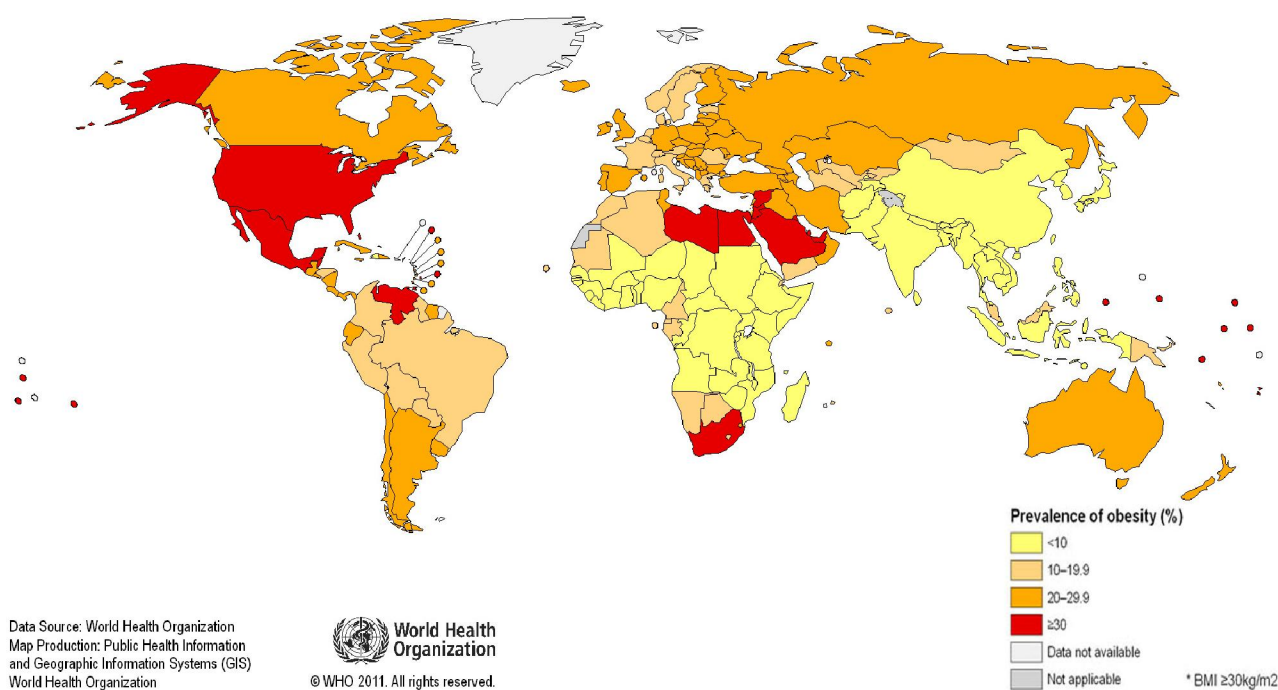 Prevalence of obesity (%)
<10
10–19.9
20–29.9
≥30
Data not available
Not applicable
* BMI ≥30kg/m2
Data Source: World Health Organization
Map Production: Public Health Information
and Geographic Information Systems (GIS)
World Health Organization
World Health
Organization
© WHO 2011. All rights reserved.